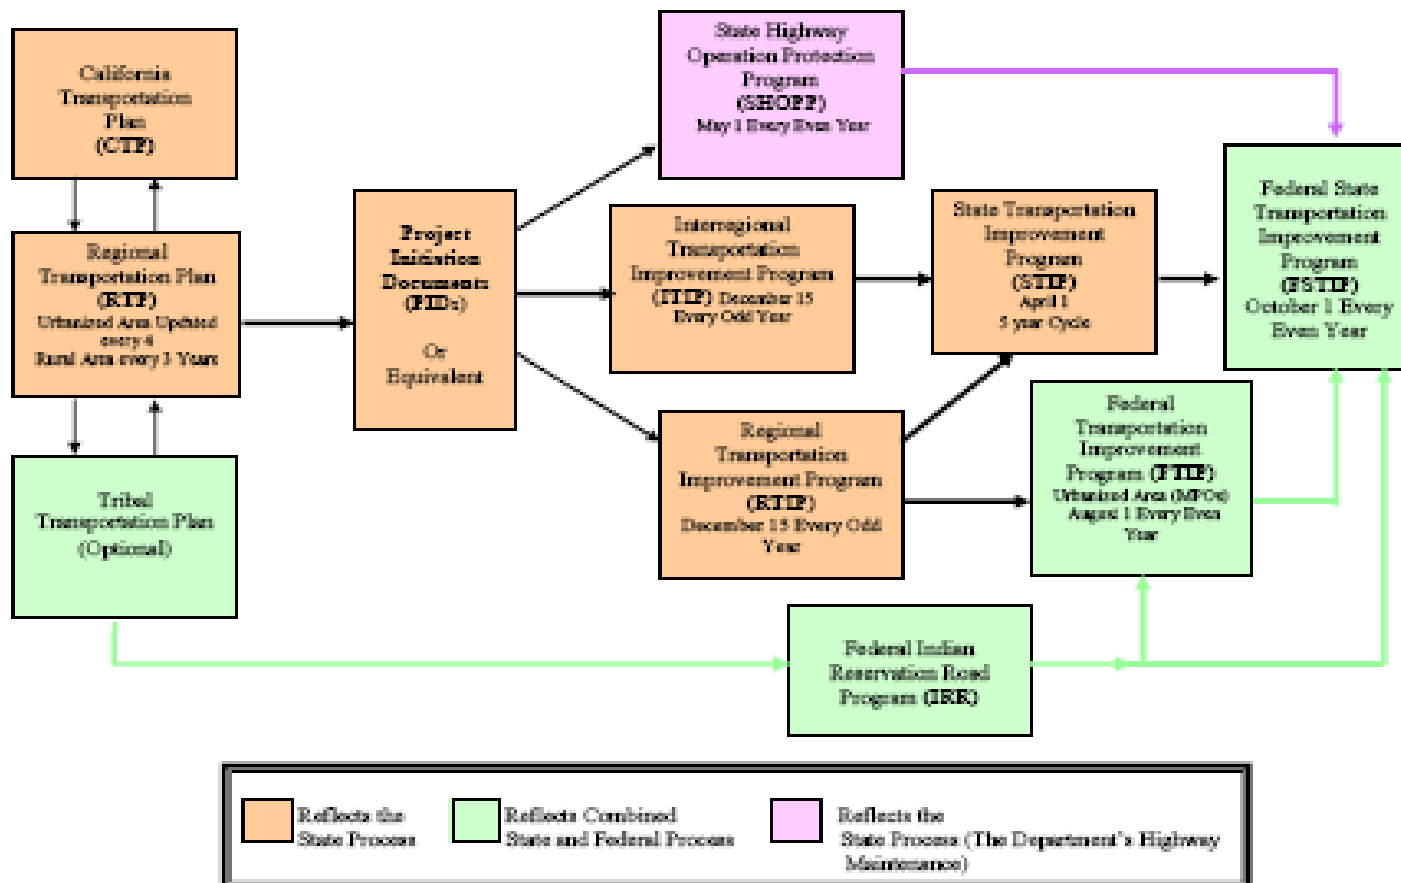 California
Transportation
Plan
(CTP)
Regional
Transportation Plan
(RTP)
Urbanized Area Updated
every 4
Rural Area every 3 Years
Tribal
Transportation Plan
(Optional)
Project
Initiation
Documents
(PIDs)
Or
Equivalent
State Highway
Operation Protection
Program
(SHOPP)
May 1 Every Even Year
Interregional
Transportation
Improvement Program
(ITIP) December 15
Every Odd Year
Regional
Transportation
Improvement Program
(RTIP)
December 15 Every Odd
Year
State Transportation
Improvement
Program
(STIP)
April 1
5 year Cycle
Federal
Transportation
Improvement
Program (FTIP)
Urbanized Area (MPOs)
August 1 Every Even
Year
Federal State
Transportation
Improvement
Program
(FSTIP)
October 1 Every
Even Year
Federal Indian
Reservation Road
Program (IRR)
Reflects the
State Process
Reflects Combined
State and Federal Process
Reflects the
State Process (The Department's Highway
Maintenance)